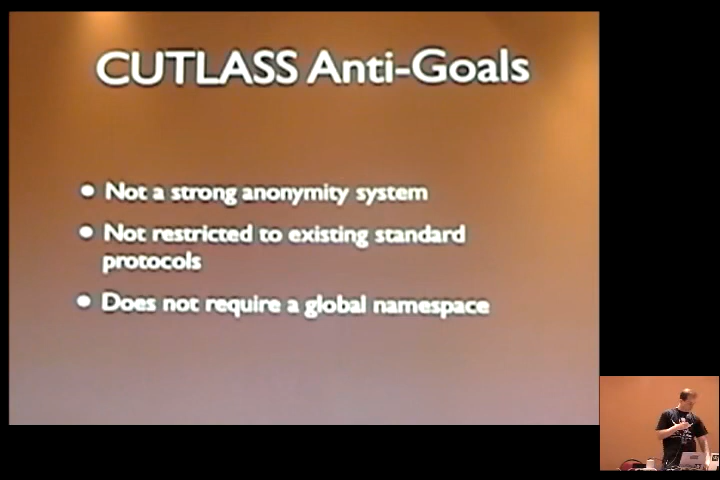 CUTLASS Anti-Goals
Not a strong anonymity system
Not restricted to existing standard
protocols
Does not require a global namespace